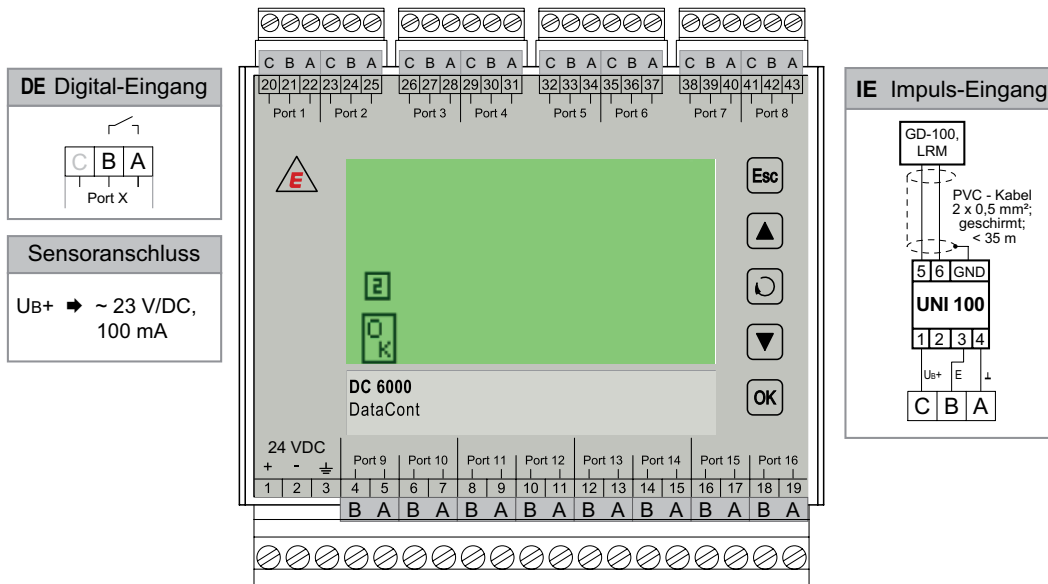 DE Digital-Eingang
C B A
Port X
Sensoranschluss
UB+ ➡ ~ 23 V/DC,
100 mA
C B A C B A C B A C B A C B A C B A C B A C B A
20 21 22 23 24 25 26 27 28 29 30 31 32 33 34 35 36 37 38 39 40 41 42 43
Port 1 Port 2 Port 3 Port 4 Port 5 Port 6 Port 7 Port 8
E
2
O
K
Esc
OK
DC 6000
DataCont
24 VDC
+ -
Port 9 Port 10 Port 11 Port 12 Port 13 Port 14 Port 15 Port 16
1 2 3 4 5 6 7 8 9 10 11 12 13 14 15 16 17 18 19
B A B A B A B A B A B A B A B A
IE Impuls-Eingang
GD-100,
LRM
PVC - Kabel
2 x 0,5 mm²;
geschirmt;
< 35 m
5 6 GND
UNI 100
1 2 3 4
UB+ E ⊥
C B A